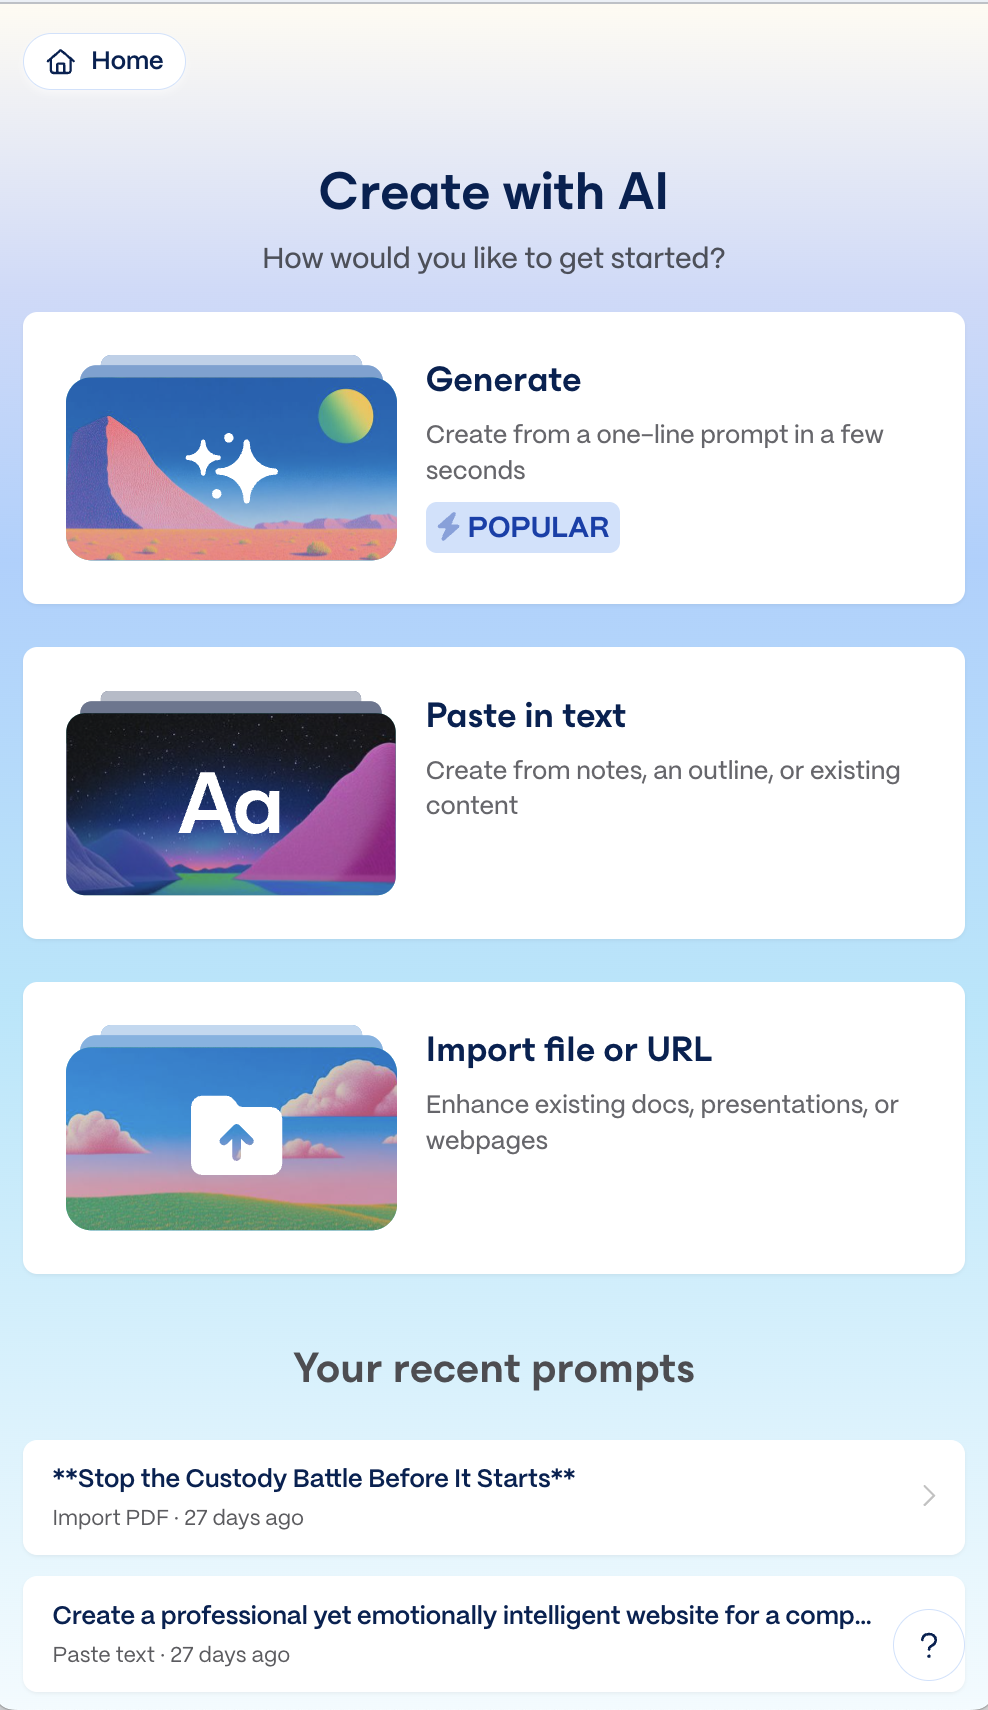 Home
Create with AI
How would you like to get started?
Generate
Create from a one-line prompt in a few
seconds
POPULAR
Aa
Paste in text
Create from notes, an outline, or existing
content
Import file or URL
Enhance existing docs, presentations, or
webpages
Your recent prompts
**Stop the Custody Battle Before It Starts**
Import PDF · 27 days ago
Create a professional yet emotionally intelligent website for a comp...
Paste text · 27 days ago
?